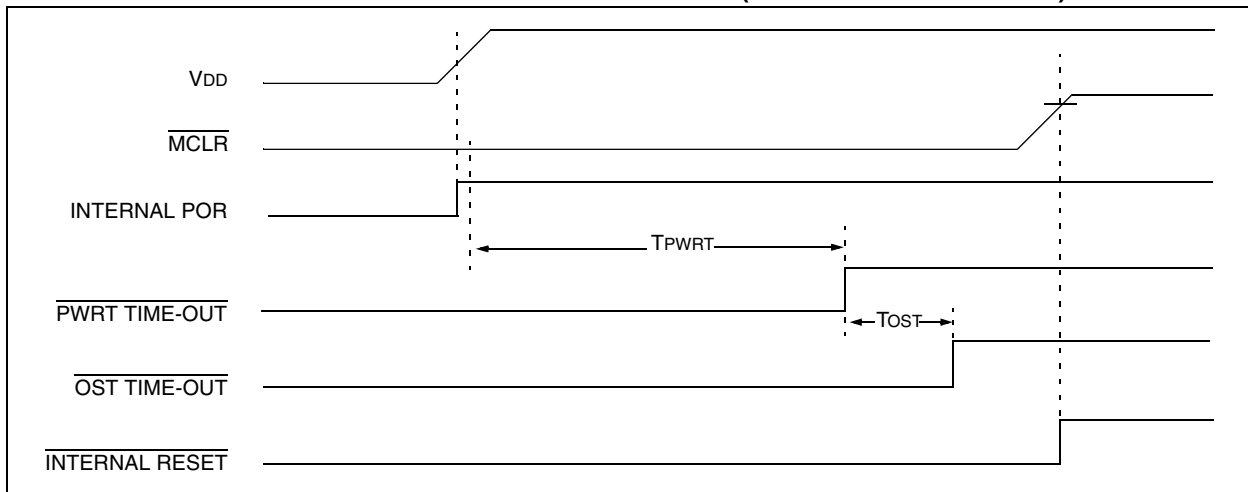 VDD
MCLR
INTERNAL POR
TPWRT
PWRT TIME-OUT
TOST
OST TIME-OUT
INTERNAL RESET